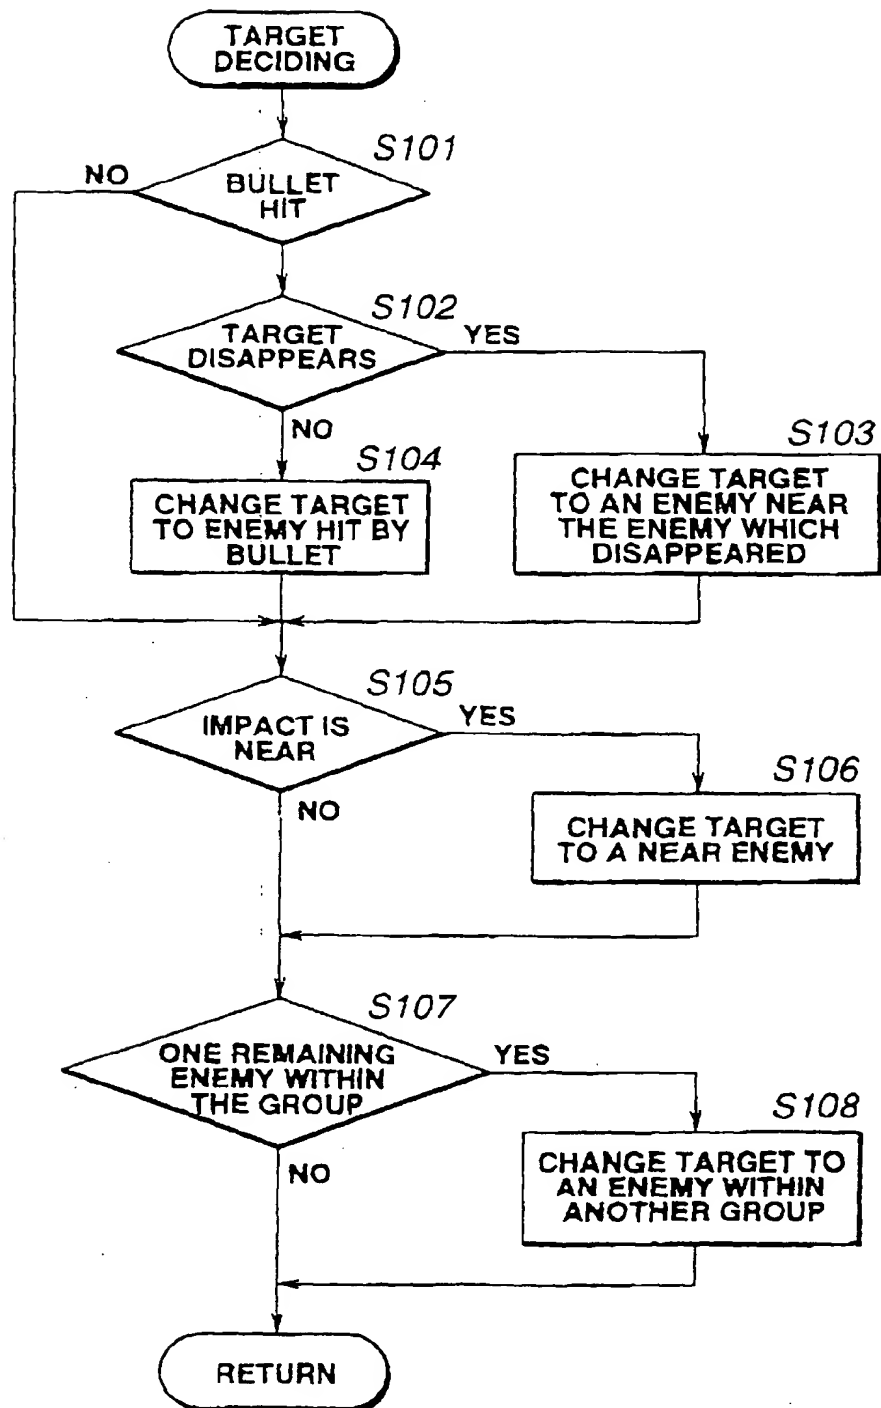 TARGET
DECIDING
S101
NO
BULLET
HIT
S102
TARGET
DISAPPEARS
YES
NO
S103
S104
CHANGE TARGET
TO AN ENEMY NEAR
THE ENEMY WHICH
DISAPPEARED
CHANGE TARGET
TO ENEMY HIT BY
BULLET
S105
IMPACT IS
NEAR
YES
NO
S106
CHANGE TARGET
TO A NEAR ENEMY
S107
ONE REMAINING
ENEMY WITHIN
THE GROUP
YES
NO
S108
CHANGE TARGET TO
AN ENEMY WITHIN
ANOTHER GROUP
RETURN